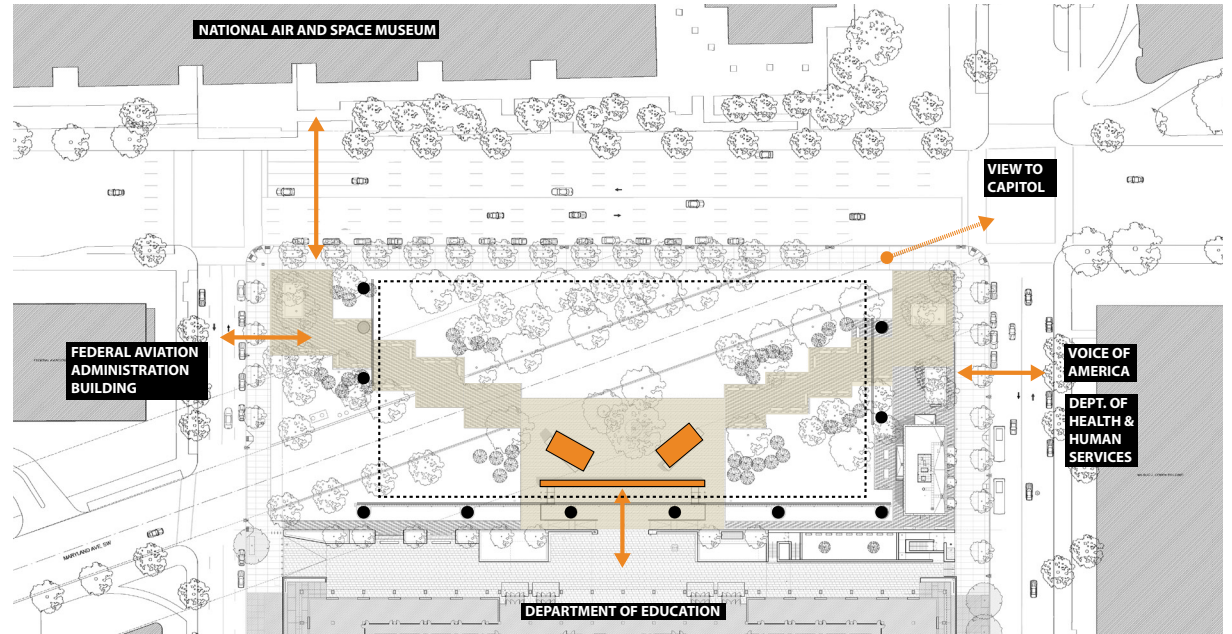 NATIONAL AIR AND SPACE MUSEUM
VIEW TO
CAPITOL
FEDERAL AVIATION
ADMINISTRATION
BUILDING
VOICE OF
AMERICA
DEPT. OF
HEALTH &
HUMAN
SERVICES
MARYLAND AVE, SW
DEPARTMENT OF EDUCATION